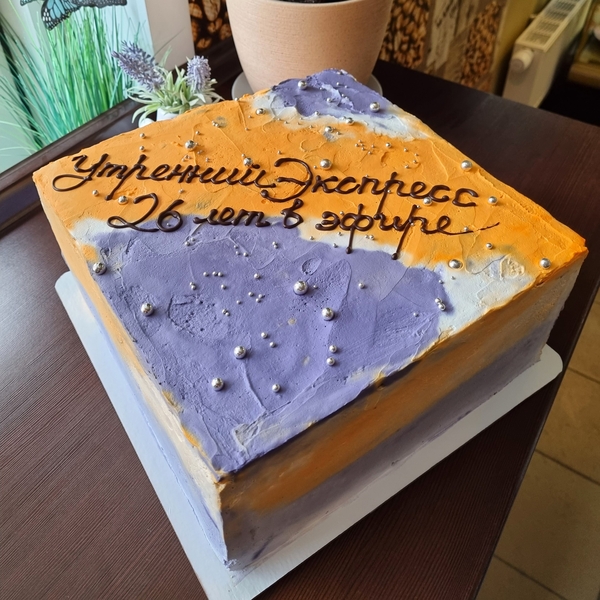 Утренний Экспресс
26 лет в эфире